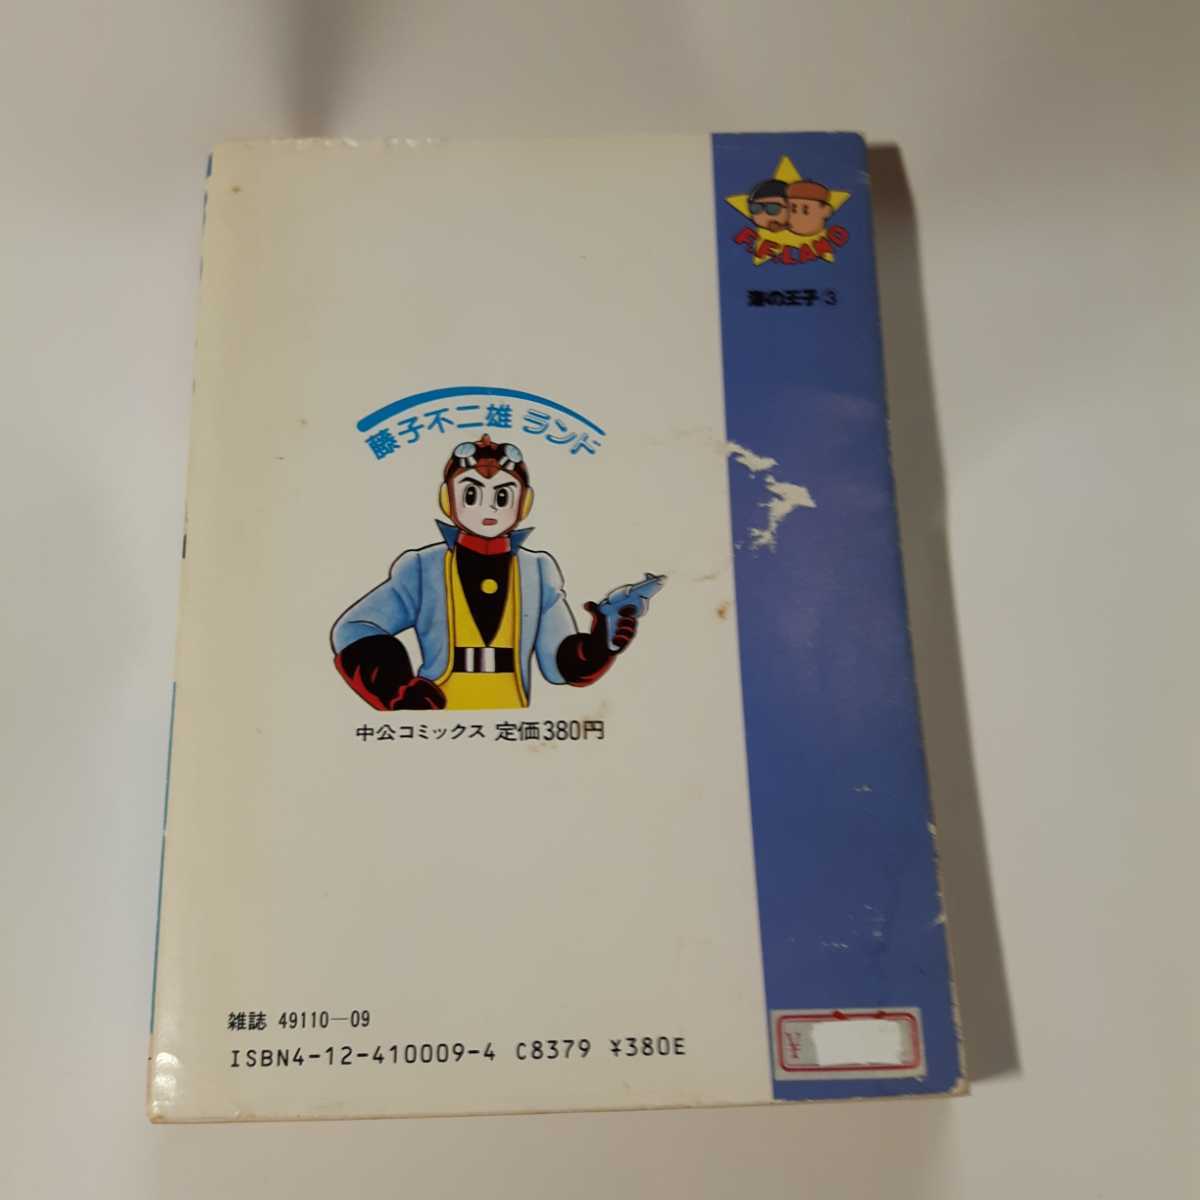 F.F.LAND
海の王子 3
藤子不二雄 ランド
中公コミックス 定価380円
雑誌 49110—09
ISBN4-12-410009-4 C8379 ¥380E
¥